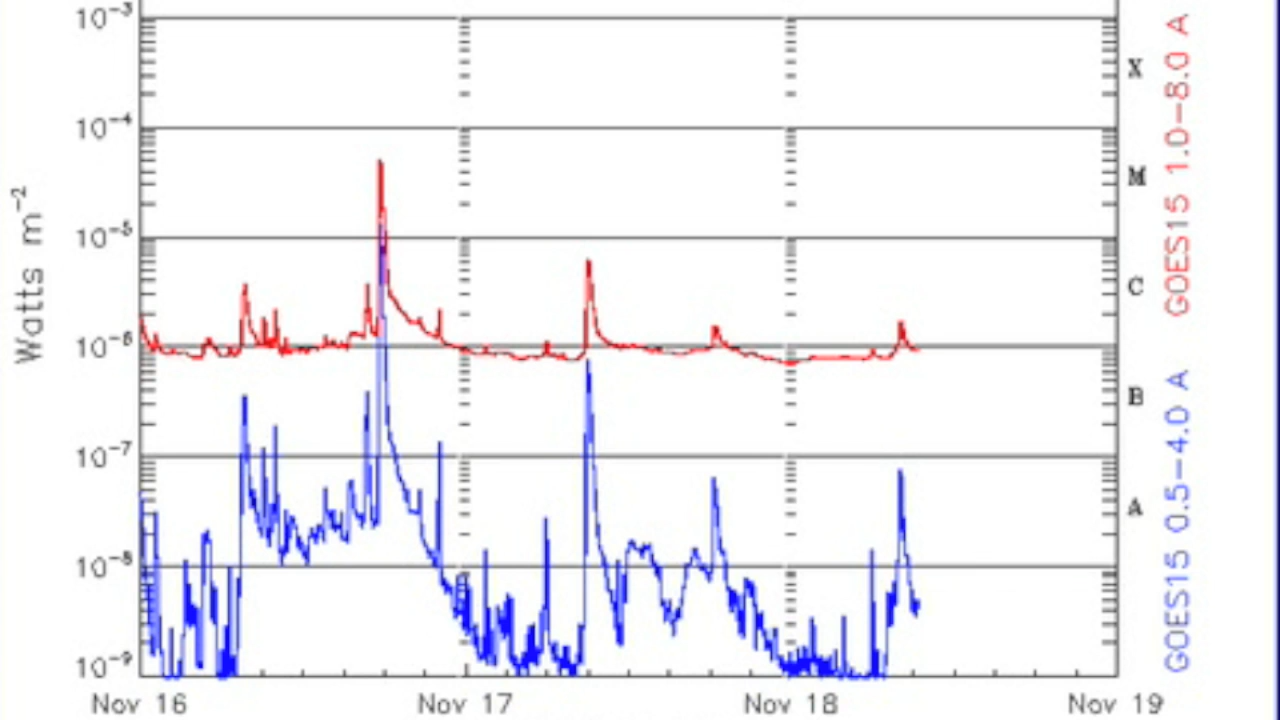 10⁻³
10⁻⁴
10⁻⁵
10⁻⁶
10⁻⁷
10⁻⁸
10⁻⁹
Watts m⁻²
Nov 16 Nov 17 Nov 18 Nov 19
X
M
C
B
A
GOES15 1.0-8.0 A
GOES15 0.5-4.0 A